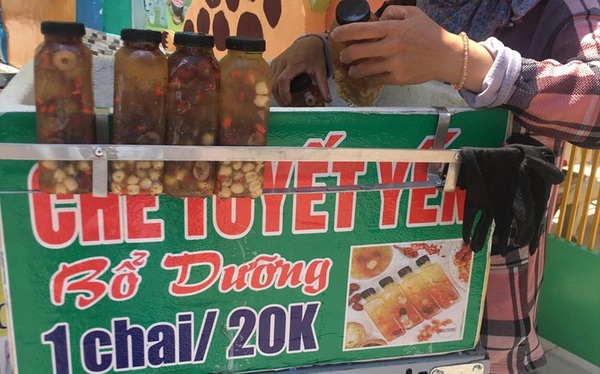 CHÈ TUYẾT YẾN
Bổ Dưỡng
1 chai/ 20K